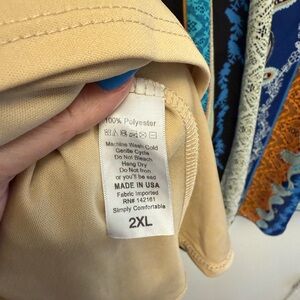 100% Polyester
Machine Wash Cold
Gentle Cycle
Do Not Bleach
Hang Dry
Do Not Iron
or you'll be sad
MADE IN USA
Fabric Imported
RN# 142161
Simply Comfortable
2XL